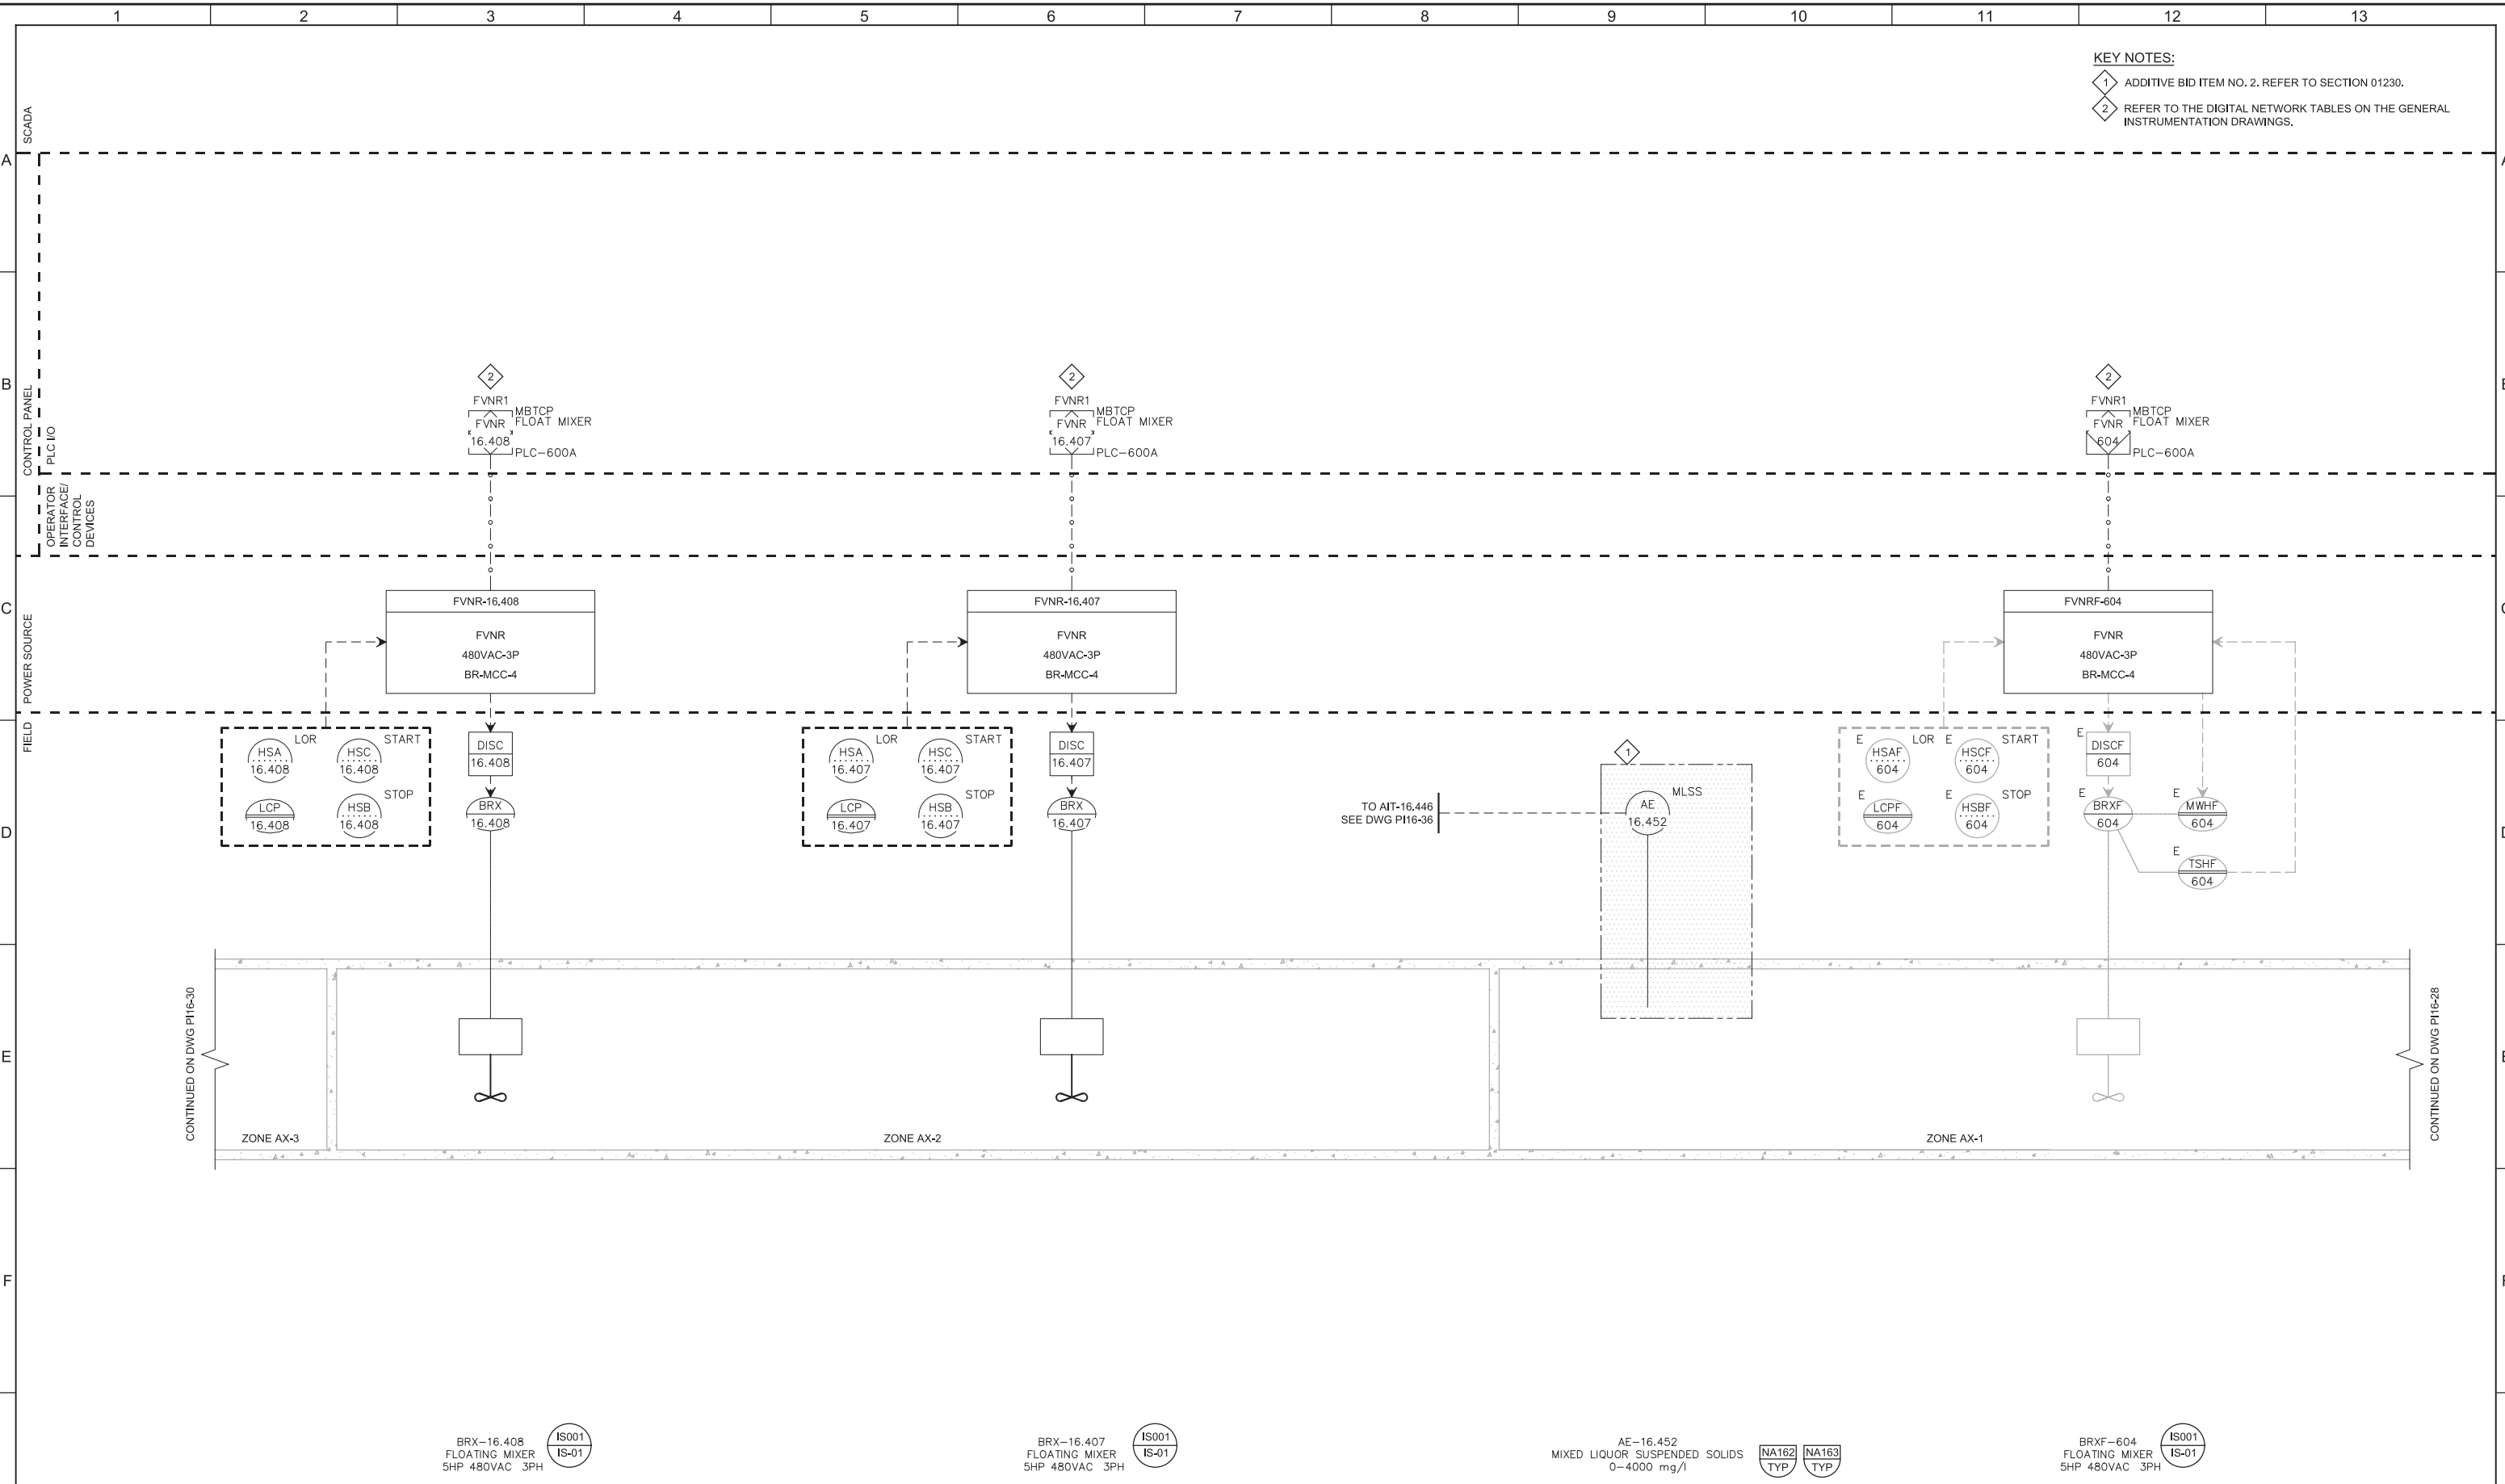 1 2 3 4 5 6 7 8 9 10 11 12 13
KEY NOTES:
1 ADDITIVE BID ITEM NO. 2. REFER TO SECTION 01230.
2 REFER TO THE DIGITAL NETWORK TABLES ON THE GENERAL
INSTRUMENTATION DRAWINGS.
SCADA
A
A
B
CONTROL PANEL
PLC I/O
2
FVNR1
MBTCP
FLOAT MIXER
FVNR
16.408
PLC-600A
2
FVNR1
MBTCP
FLOAT MIXER
FVNR
16.407
PLC-600A
2
FVNR1
MBTCP
FLOAT MIXER
FVNR
604
PLC-600A
OPERATOR
INTERFACE/
CONTROL
DEVICES
C
POWER SOURCE
FVNR-16.408
FVNR
480VAC-3P
BR-MCC-4
FVNR-16.407
FVNR
480VAC-3P
BR-MCC-4
FVNRF-604
FVNR
480VAC-3P
BR-MCC-4
FIELD
HSA
16.408
LOR
HSC
16.408
START
LCP
16.408
HSB
16.408
STOP
DISC
16.408
BRX
16.408
HSA
16.407
LOR
HSC
16.407
START
LCP
16.407
HSB
16.407
STOP
DISC
16.407
BRX
16.407
TO AIT-16.446
SEE DWG PI16-36
1
AE
16.452
MLSS
E
HSAF
604
LOR
E
HSCF
604
START
E
LCPF
604
E
HSBF
604
STOP
E
DISCF
604
E
BRXF
604
E
MWHF
604
E
TSHF
604
D
E
CONTINUED ON DWG PI16-30
ZONE AX-3
ZONE AX-2
ZONE AX-1
CONTINUED ON DWG PI16-28
F
BRX-16.408
FLOATING MIXER
5HP 480VAC 3PH
IS001
IS-01
BRX-16.407
FLOATING MIXER
5HP 480VAC 3PH
IS001
IS-01
AE-16.452
MIXED LIQUOR SUSPENDED SOLIDS
0-4000 mg/l
NA162
TYP
NA163
TYP
BRXF-604
FLOATING MIXER
5HP 480VAC 3PH
IS001
IS-01